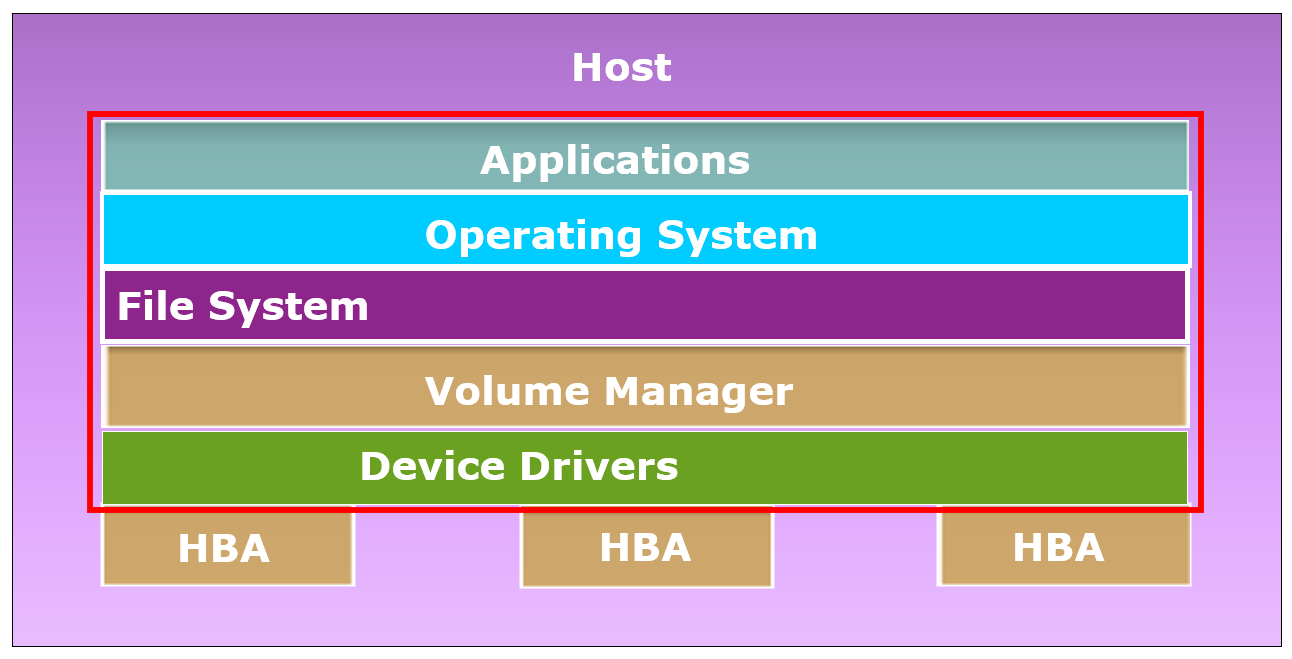 Host
Applications
Operating System
File System
Volume Manager
Device Drivers
HBA
HBA
HBA